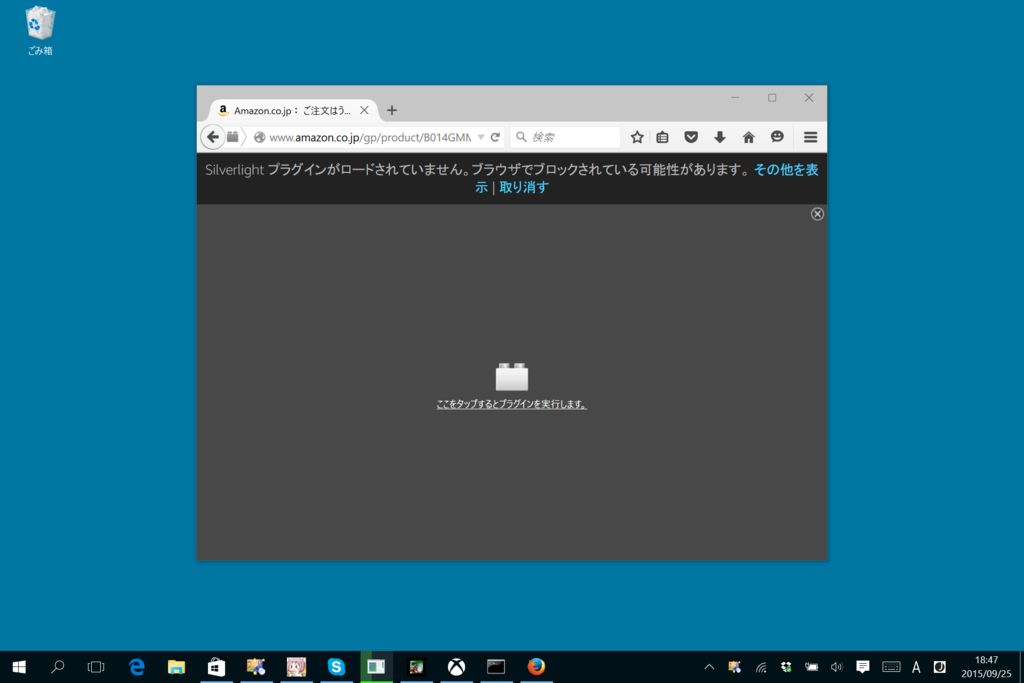 ごみ箱
Amazon.co.jp： ご注文はう...
www.amazon.co.jp/gp/product/B014GMN
検索
Silverlight プラグインがロードされていません。ブラウザでブロックされている可能性があります。 その他を表
示 | 取り消す
ここをタップするとプラグインを実行します。
A
18:47
2015/09/25